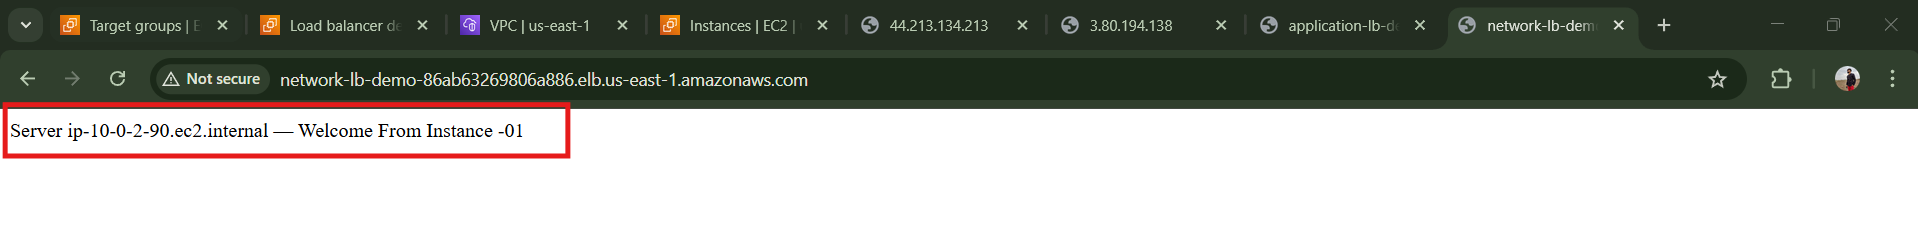 Target groups | E
Load balancer de
VPC | us-east-1
Instances | EC2 |
44.213.134.213
3.80.194.138
application-lb-de
network-lb-dem
Not secure
network-lb-demo-86ab63269806a886.elb.us-east-1.amazonaws.com
Server ip-10-0-2-90.ec2.internal — Welcome From Instance -01